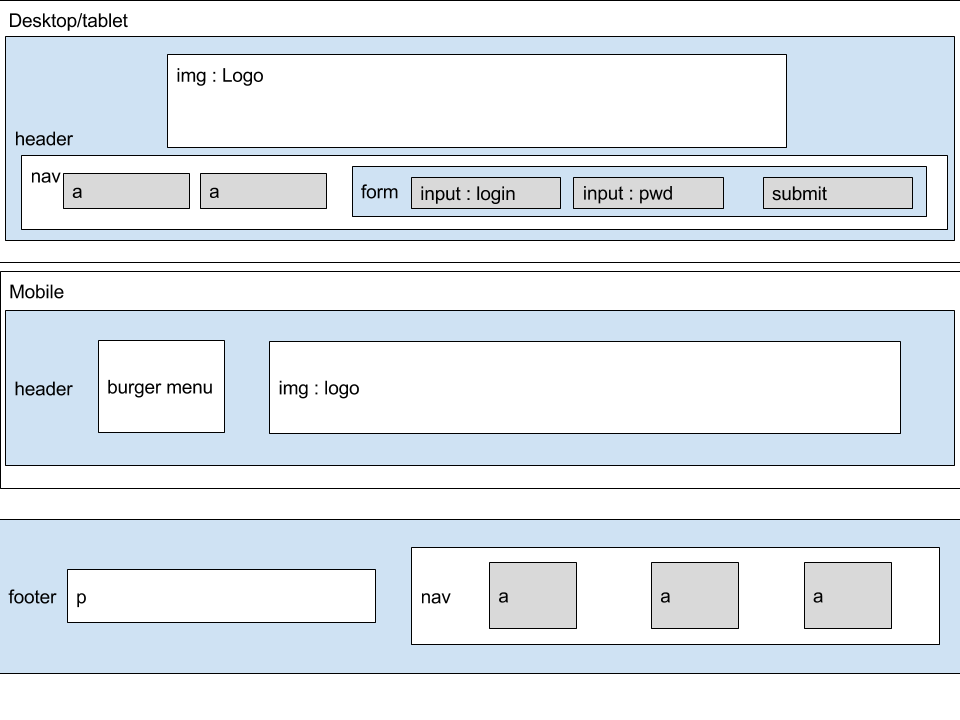 Desktop/tablet
img : Logo
header
nav
a
a
form
input : login
input : pwd
submit
Mobile
header
burger menu
img : logo
footer
p
nav
a
a
a